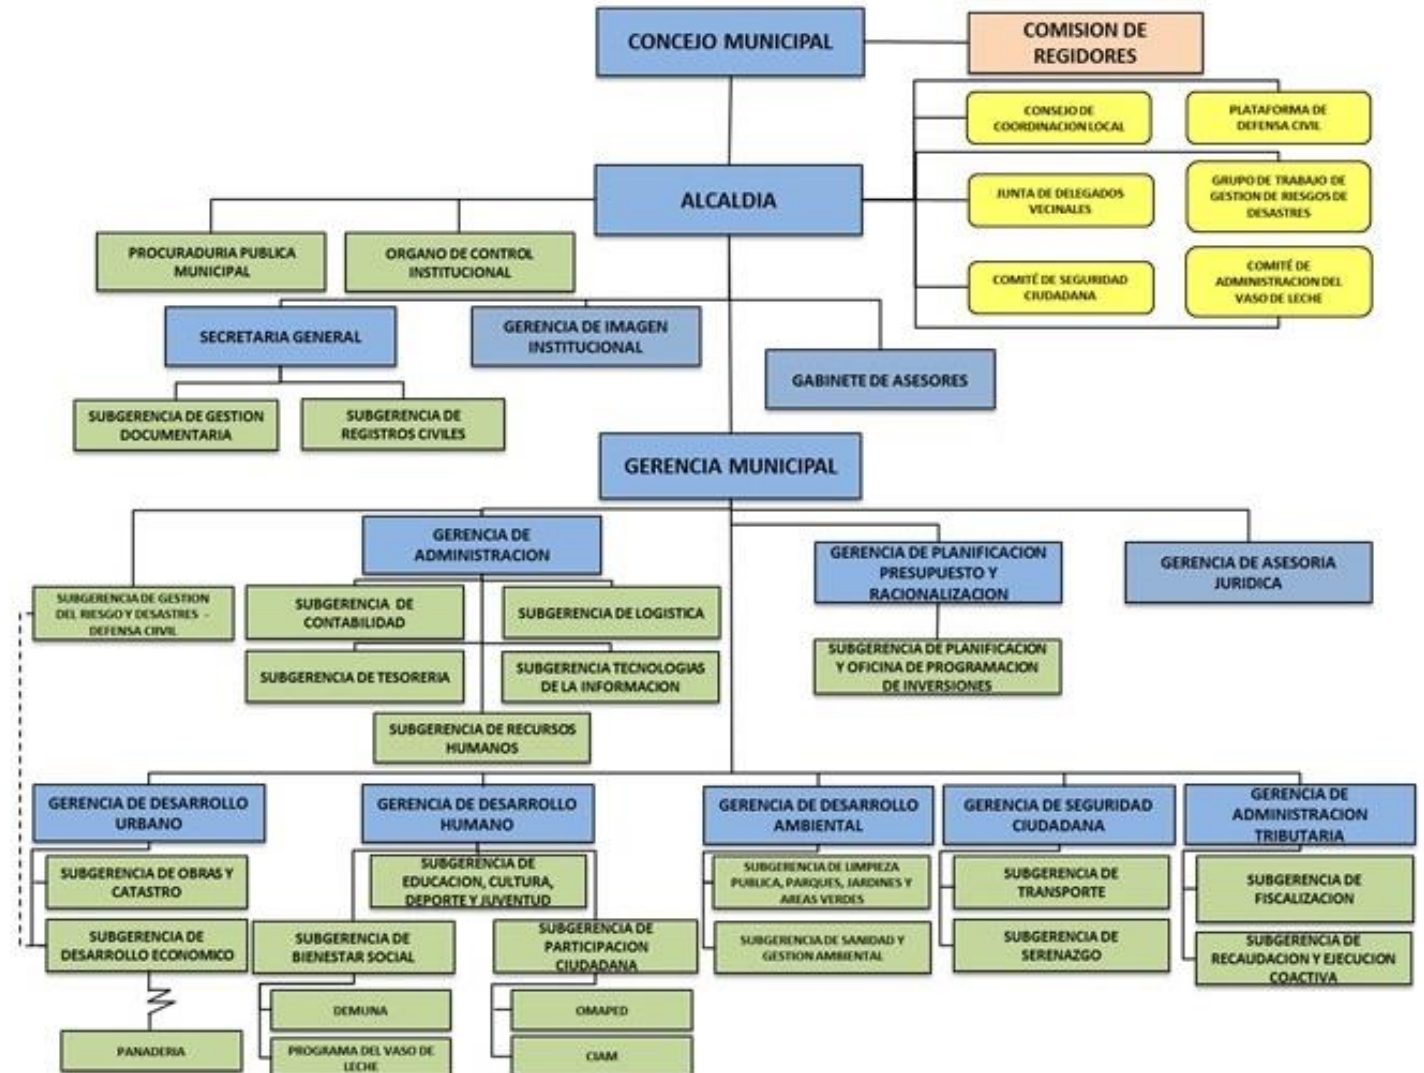 CONCEJO MUNICIPAL
COMISION DE
REGIDORES
CONSEJO DE
COORDINACION LOCAL
PLATAFORMA DE
DEFENSA CIVIL
ALCALDIA
JUNTA DE DELEGADOS
VECINALES
GRUPO DE TRABAJO DE
GESTION DE RIESGOS DE
DESASTRES
PROCURADURIA PUBLICA
MUNICIPAL
ORGANO DE CONTROL
INSTITUCIONAL
COMITÉ DE SEGURIDAD
CIUDADANA
COMITÉ DE
ADMINISTRACION DEL
VASO DE LECHE
SECRETARIA GENERAL
GERENCIA DE IMAGEN
INSTITUCIONAL
GABINETE DE ASESORES
SUBGERENCIA DE GESTION
DOCUMENTARIA
SUBGERENCIA DE
REGISTROS CIVILES
GERENCIA MUNICIPAL
GERENCIA DE
ADMINISTRACION
GERENCIA DE PLANIFICACION
PRESUPUESTO Y
RACIONALIZACION
GERENCIA DE ASESORIA
JURIDICA
SUBGERENCIA DE GESTION
DEL RIESGO Y DESASTRES -
DEFENSA CIIVIL
SUBGERENCIA DE
CONTABILIDAD
SUBGERENCIA DE LOGISTICA
SUBGERENCIA DE TESORERIA
SUBGERENCIA TECNOLOGIAS
DE LA INFORMACION
SUBGERENCIA DE PLANIFICACION
Y OFICINA DE PROGRAMACION
DE INVERSIONES
SUBGERENCIA DE RECURSOS
HUMANOS
GERENCIA DE DESARROLLO
URBANO
GERENCIA DE DESARROLLO
HUMANO
GERENCIA DE DESARROLLO
AMBIENTAL
GERENCIA DE SEGURIDAD
CIUDADANA
GERENCIA DE
ADMINISTRACION
TRIBUTARIA
SUBGERENCIA DE OBRAS Y
CATASTRO
SUBGERENCIA DE
EDUCACION, CULTURA,
DEPORTE Y JUVENTUD
SUBGERENCIA DE LIMPIEZA
PUBLICA, PARQUES, JARDINES Y
AREAS VERDES
SUBGERENCIA DE
TRANSPORTE
SUBGERENCIA DE
FISCALIZACION
SUBGERENCIA DE
DESARROLLO ECONOMICO
SUBGERENCIA DE
BIENESTAR SOCIAL
SUBGERENCIA DE
PARTICIPACION
CIUDADANA
SUBGERENCIA DE SANIDAD Y
GESTION AMBIENTAL
SUBGERENCIA DE
SERENAZGO
SUBGERENCIA DE
RECAUDACION Y EJECUCION
COACTIVA
DEMUNA
OMAPED
PANADERIA
PROGRAMA DEL VASO DE
LECHE
CIAM